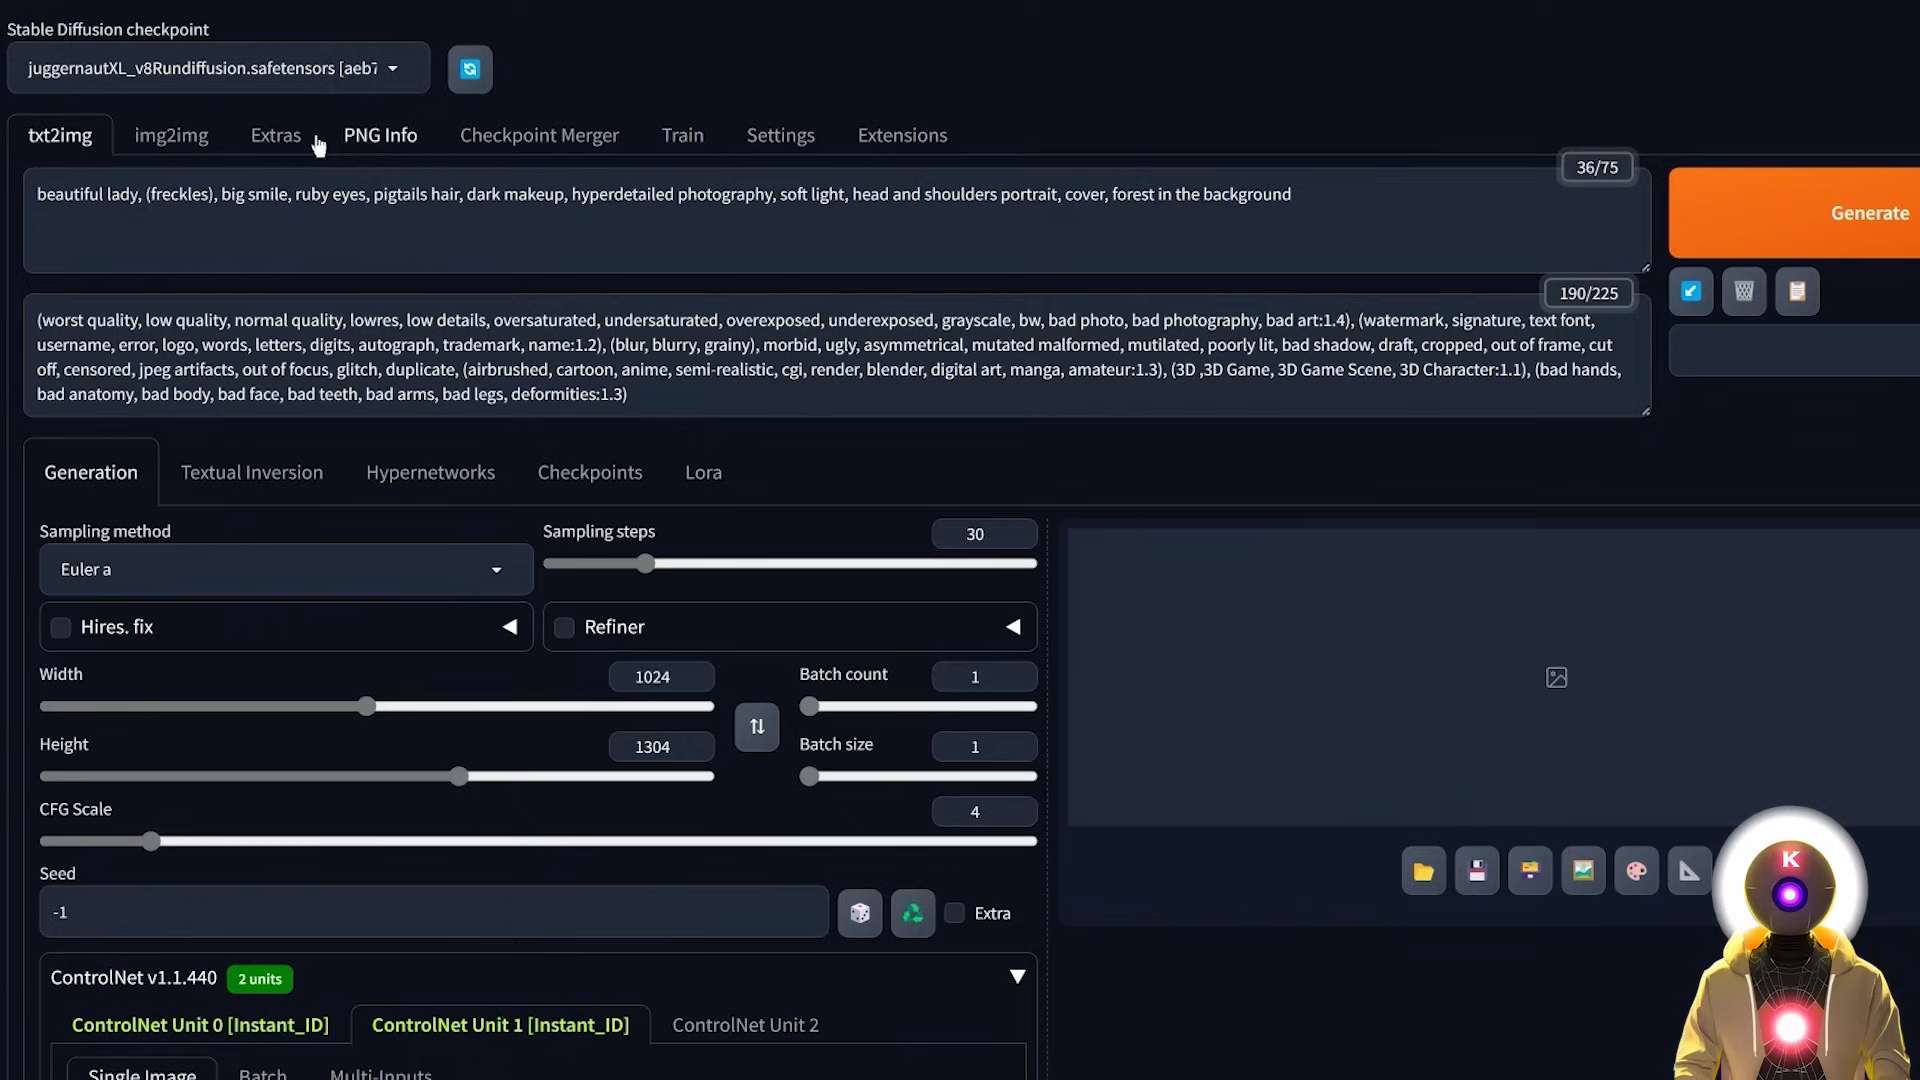 Stable Diffusion checkpoint
juggernautXL_v8Rundiffusion.safetensors [aeb7
txt2img
img2img
Extras
PNG Info
Checkpoint Merger
Train
Settings
Extensions
36/75
beautiful lady, (freckles), big smile, ruby eyes, pigtails hair, dark makeup, hyperdetailed photography, soft light, head and shoulders portrait, cover, forest in the background
Generate
190/225
(worst quality, low quality, normal quality, lowres, low details, oversaturated, undersaturated, overexposed, underexposed, grayscale, bw, bad photo, bad photography, bad art:1.4), (watermark, signature, text font,
username, error, logo, words, letters, digits, autograph, trademark, name:1.2), (blur, blurry, grainy), morbid, ugly, asymmetrical, mutated malformed, mutilated, poorly lit, bad shadow, draft, cropped, out of frame, cut
off, censored, jpeg artifacts, out of focus, glitch, duplicate, (airbrushed, cartoon, anime, semi-realistic, cgi, render, blender, digital art, manga, amateur:1.3), (3D ,3D Game, 3D Game Scene, 3D Character:1.1), (bad hands,
bad anatomy, bad body, bad face, bad teeth, bad arms, bad legs, deformities:1.3)
Generation
Textual Inversion
Hypernetworks
Checkpoints
Lora
Sampling method
Euler a
Sampling steps
30
Hires. fix
Refiner
Width
1024
Batch count
1
Height
1304
Batch size
1
CFG Scale
4
Seed
-1
Extra
ControlNet v1.1.440
2 units
ControlNet Unit 0 [Instant_ID]
ControlNet Unit 1 [Instant_ID]
ControlNet Unit 2
Single Image
Batch
Multi-Inputs
K